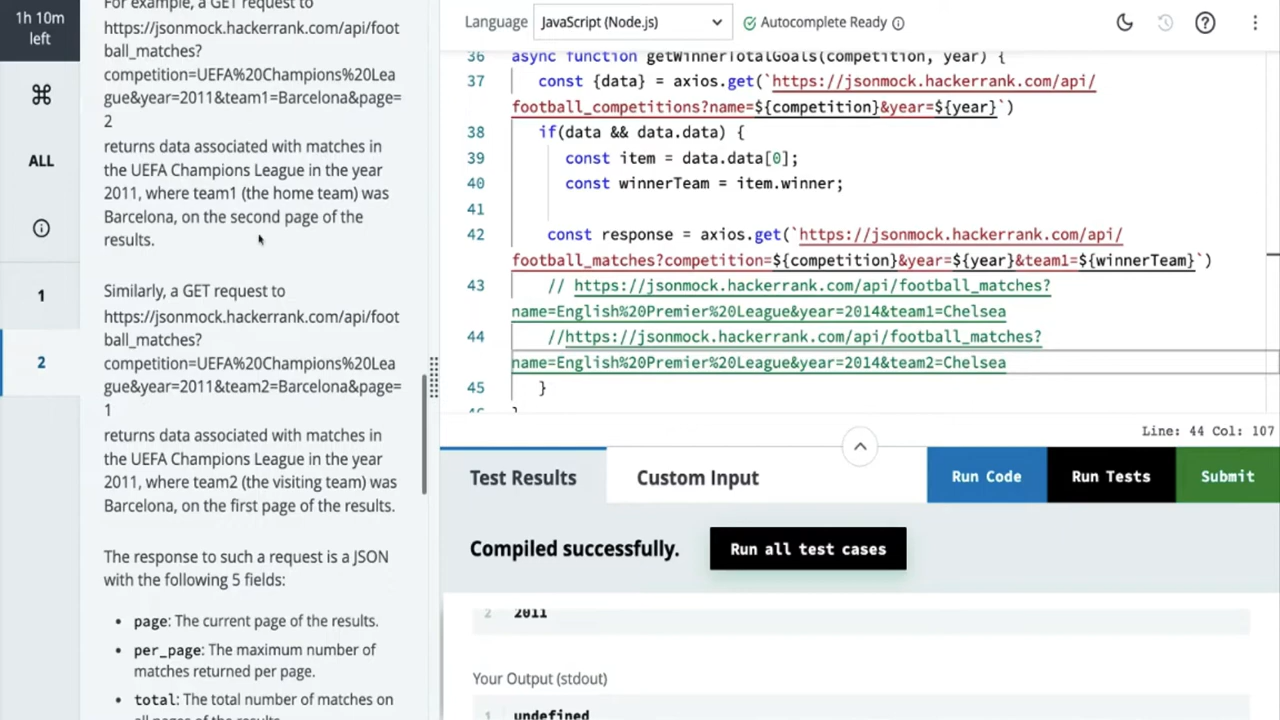 1h 10m
left
ALL
1
2
For example, a GET request to
https://jsonmock.hackerrank.com/api/foot
ball_matches?
competition=UEFA%20Champions%20Lea
gue&year=2011&team1=Barcelona&page=
2
returns data associated with matches in
the UEFA Champions League in the year
2011, where team1 (the home team) was
Barcelona, on the second page of the
results.
Similarly, a GET request to
https://jsonmock.hackerrank.com/api/foot
ball_matches?
competition=UEFA%20Champions%20Lea
gue&year=2011&team2=Barcelona&page=
1
returns data associated with matches in
the UEFA Champions League in the year
2011, where team2 (the visiting team) was
Barcelona, on the first page of the results.
The response to such a request is a JSON
with the following 5 fields:
• page: The current page of the results.
• per_page: The maximum number of
matches returned per page.
• total: The total number of matches on
all pages of the results.
Language JavaScript (Node.js) Autocomplete Ready
36 async function getWinnerTotalGoals(competition, year) {
37 const {data} = axios.get(`https://jsonmock.hackerrank.com/api/
football_competitions?name=${competition}&year=${year}`)
38 if(data && data.data) {
39 const item = data.data[0];
40 const winnerTeam = item.winner;
41
42 const response = axios.get(`https://jsonmock.hackerrank.com/api/
football_matches?competition=${competition}&year=${year}&team1=${winnerTeam}`)
43 // https://jsonmock.hackerrank.com/api/football_matches?
name=English%20Premier%20League&year=2014&team1=Chelsea
44 //https://jsonmock.hackerrank.com/api/football_matches?
name=English%20Premier%20League&year=2014&team2=Chelsea
45 }
46 }
Line: 44 Col: 107
Test Results Custom Input Run Code Run Tests Submit
Compiled successfully. Run all test cases
2 2011
Your Output (stdout)
1 undefined